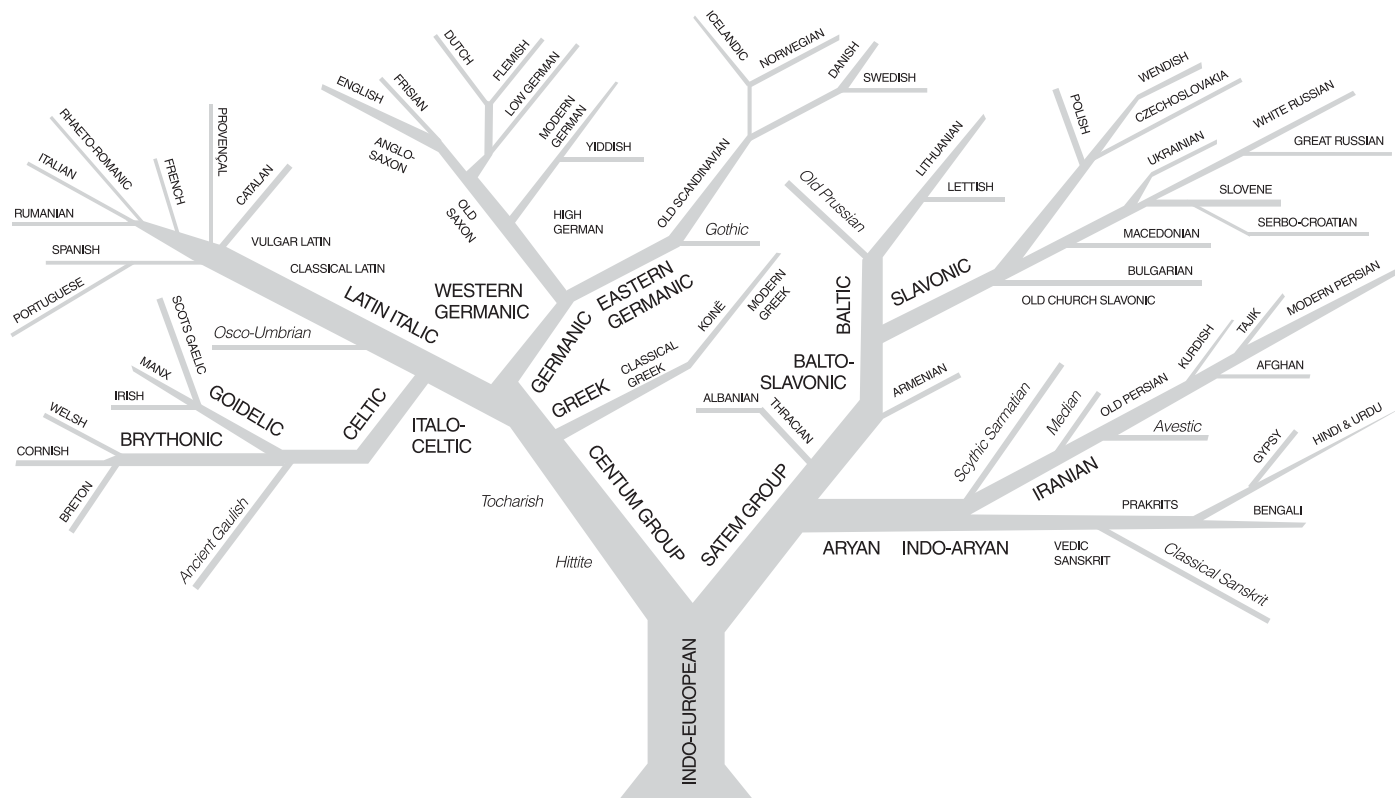 ICELANDIC
NORWEGIAN
DANISH
SWEDISH
DUTCH
FLEMISH
LOW GERMAN
ENGLISH
FRISIAN
ANGLO-
SAXON
MODERN
GERMAN
YIDDISH
OLD
SAXON
HIGH
GERMAN
OLD SCANDINAVIAN
Gothic
WESTERN
GERMANIC
EASTERN
GERMANIC
GERMANIC
RHAETO-ROMANIC
ITALIAN
RUMANIAN
FRENCH
PROVENÇAL
CATALAN
SPANISH
PORTUGUESE
VULGAR LATIN
CLASSICAL LATIN
LATIN ITALIC
Osco-Umbrian
SCOTS GAELIC
MANX
IRISH
GOIDELIC
WELSH
CORNISH
BRYTHONIC
BRETON
Ancient Gaulish
CELTIC
ITALO-
CELTIC
GREEK
CLASSICAL
GREEK
KOINĒ
MODERN
GREEK
Tocharish
Hittite
CENTUM GROUP
SATEM GROUP
ALBANIAN
THRACIAN
BALTO-
SLAVONIC
ARMENIAN
BALTIC
Old Prussian
LITHUANIAN
LETTISH
SLAVONIC
POLISH
WENDISH
CZECHOSLOVAKIA
UKRAINIAN
WHITE RUSSIAN
GREAT RUSSIAN
SLOVENE
SERBO-CROATIAN
MACEDONIAN
BULGARIAN
OLD CHURCH SLAVONIC
Scythic Sarmatian
Median
OLD PERSIAN
KURDISH
TAJIK
MODERN PERSIAN
AFGHAN
Avestic
IRANIAN
ARYAN
INDO-ARYAN
VEDIC
SANSKRIT
PRAKRITS
GYPSY
HINDI & URDU
BENGALI
Classical Sanskrit
INDO-EUROPEAN